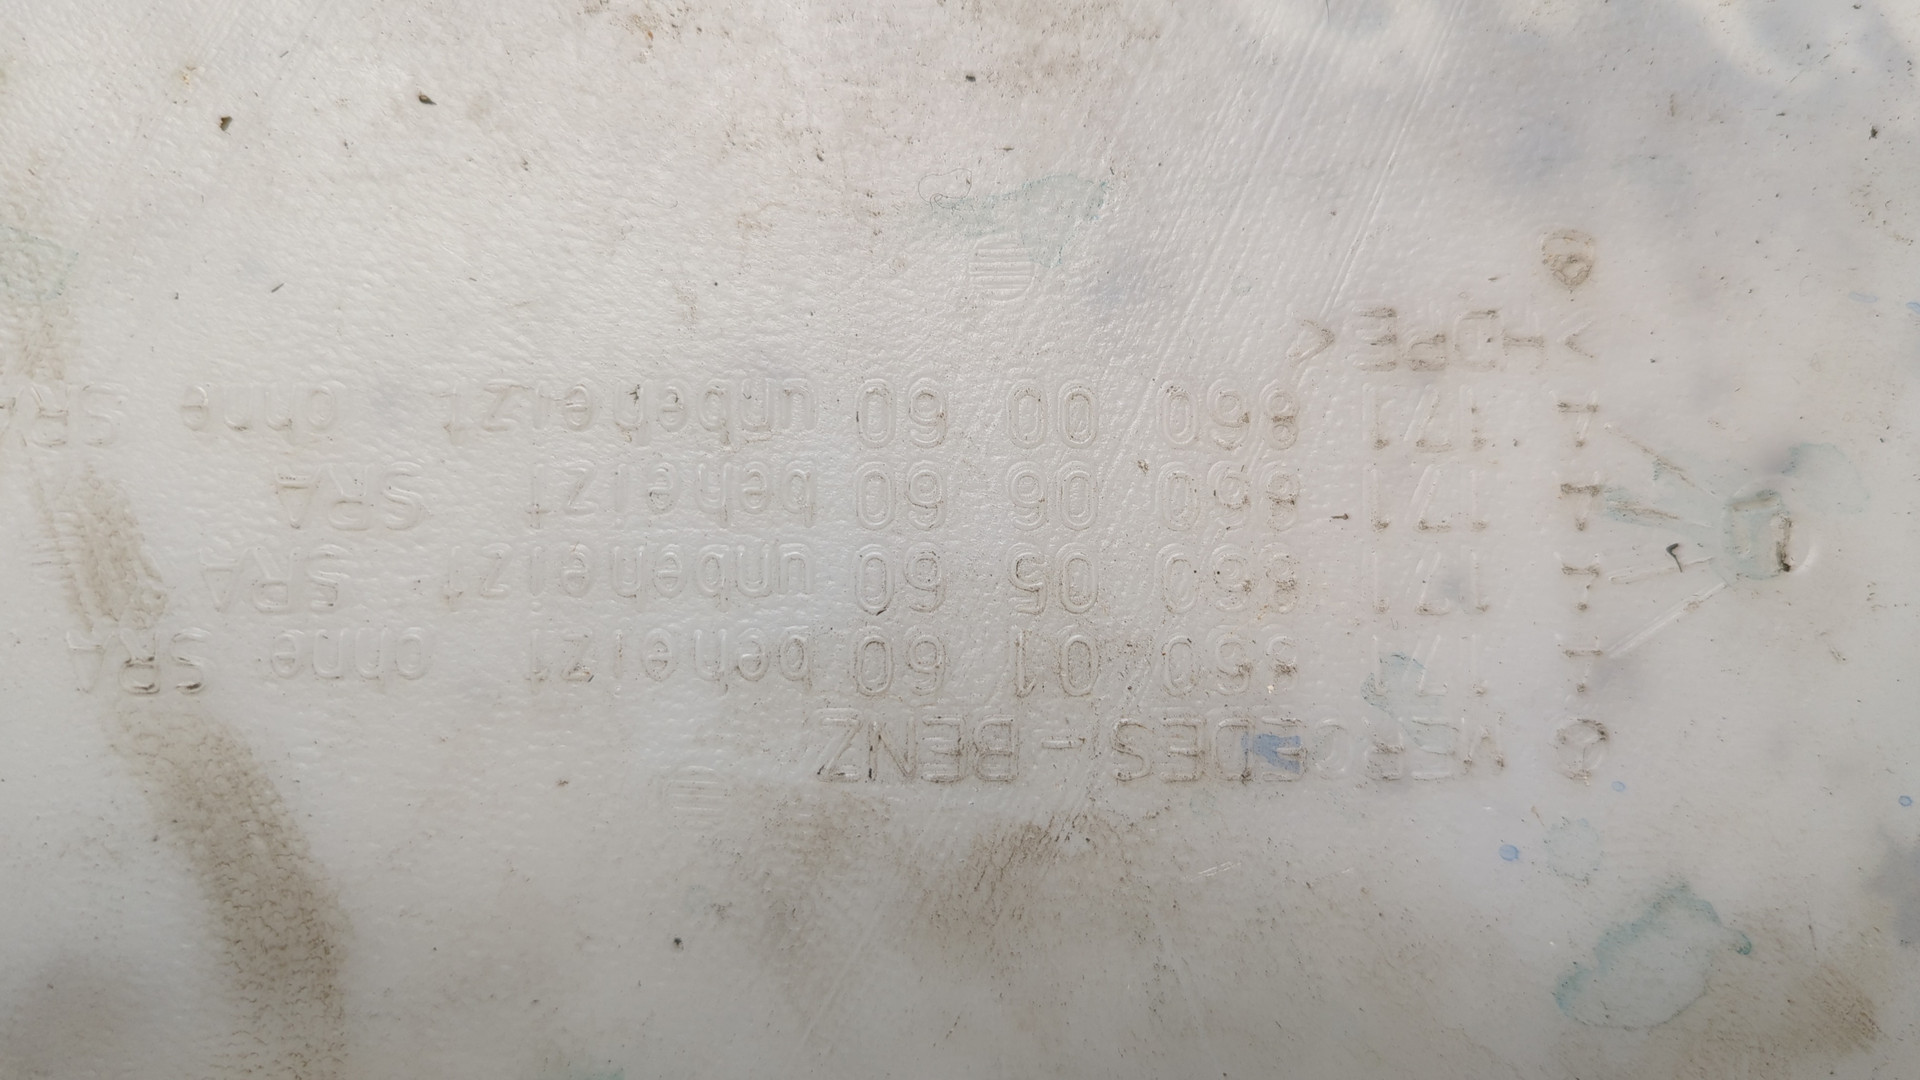 MERCEDES-BENZ
A 171 860 01 60 beheizt ohne SRA
A 171 860 05 60 unbeheizt SRA
A 171 860 06 60 beheizt SRA
A 171 860 00 60 unbeheizt ohne SRA
>HDPE<